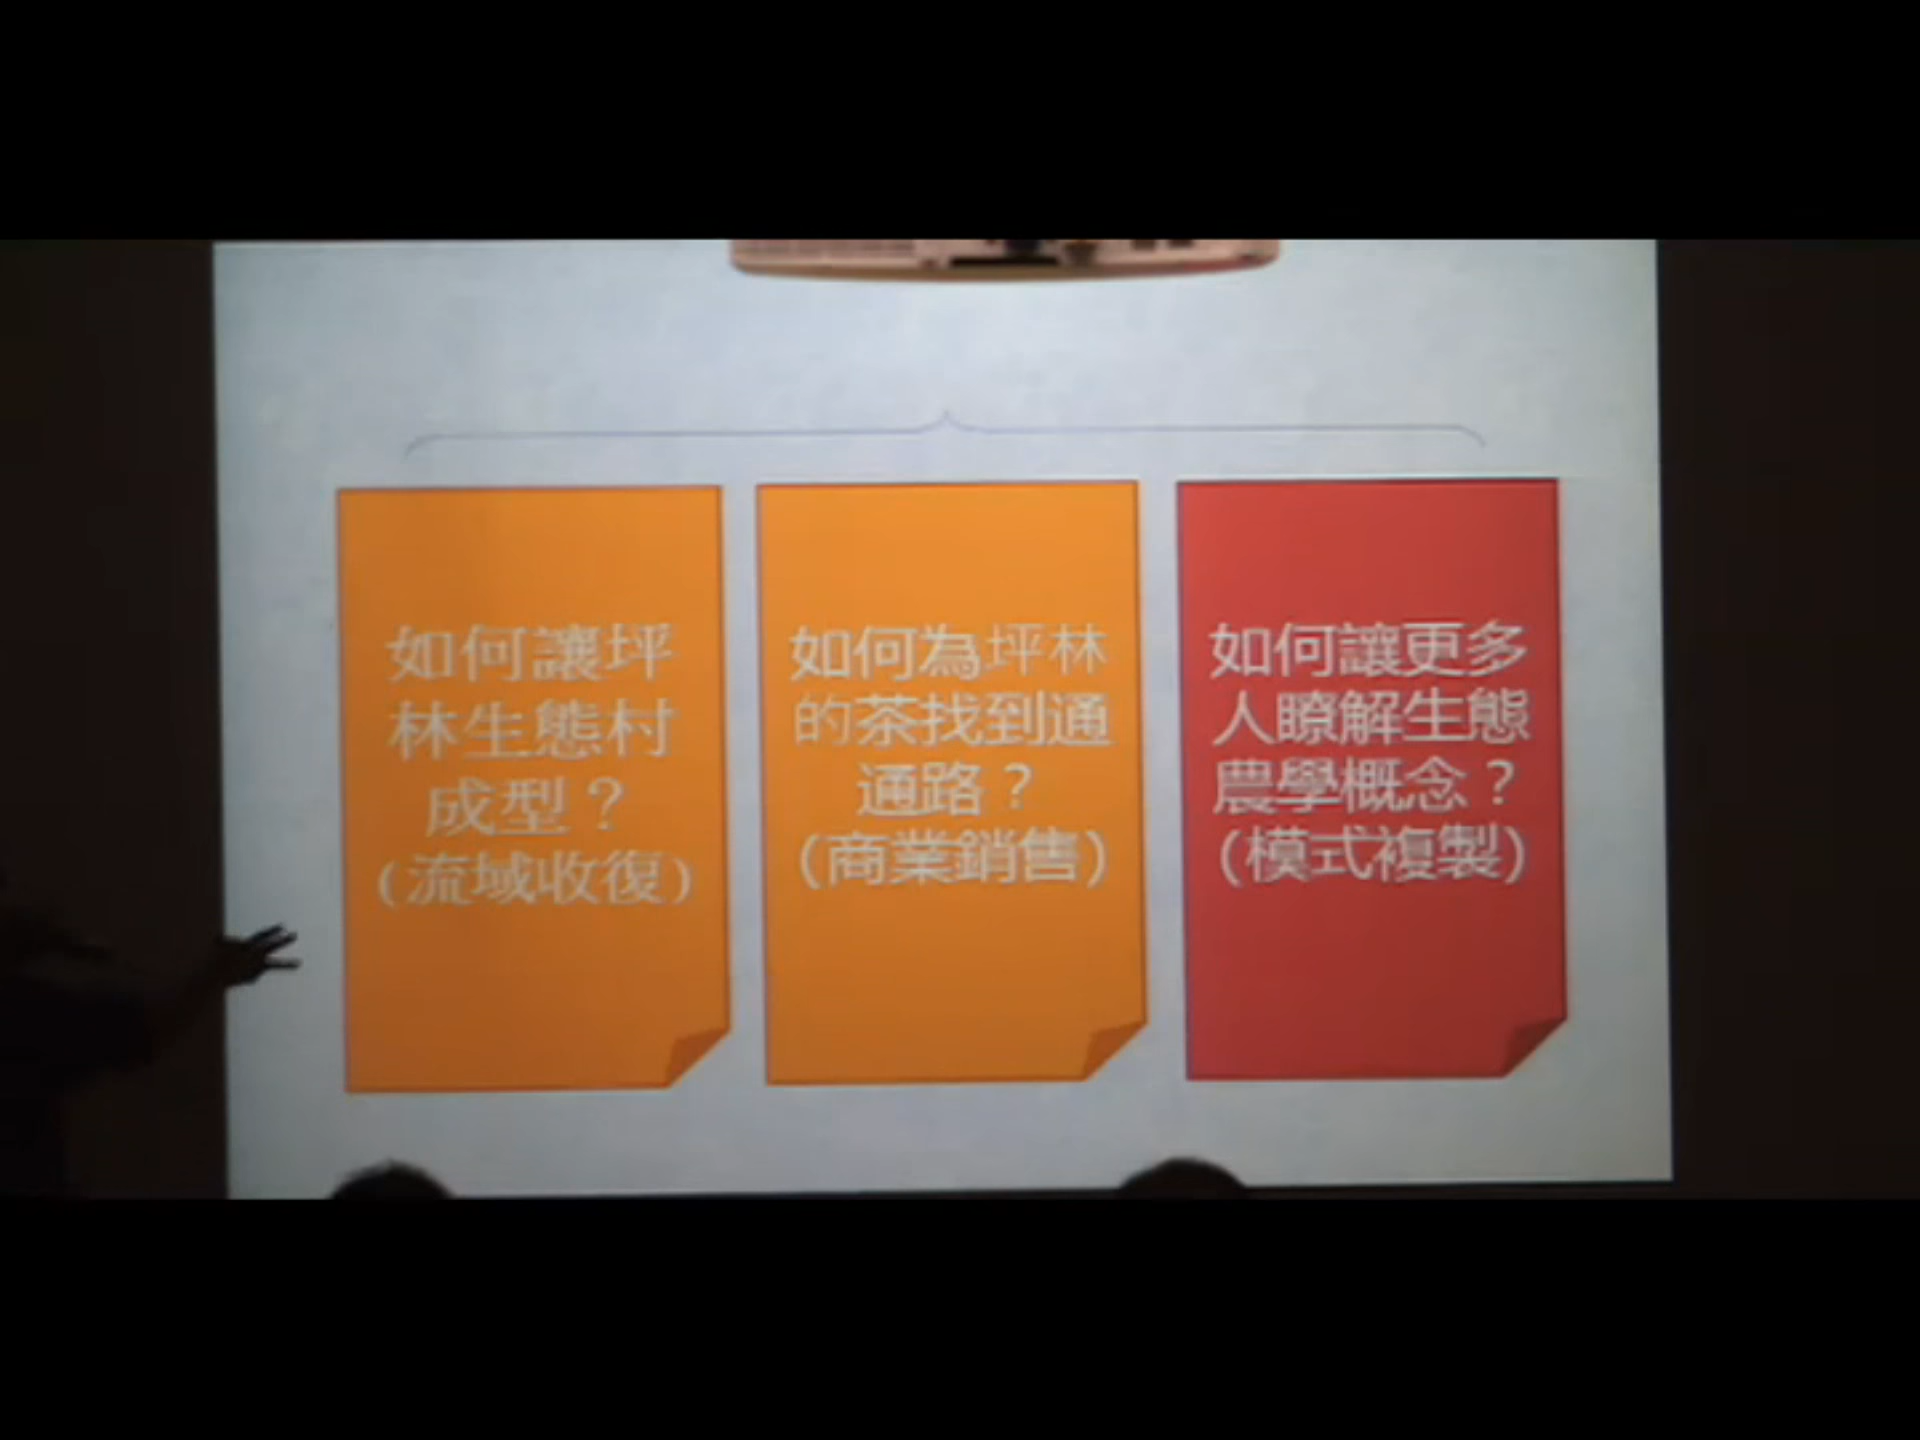 如何讓坪
林生態村
成型？
(流域收復)
如何為坪林
的茶找到通
通路？
(商業銷售)
如何讓更多
人瞭解生態
農學概念？
(模式複製)